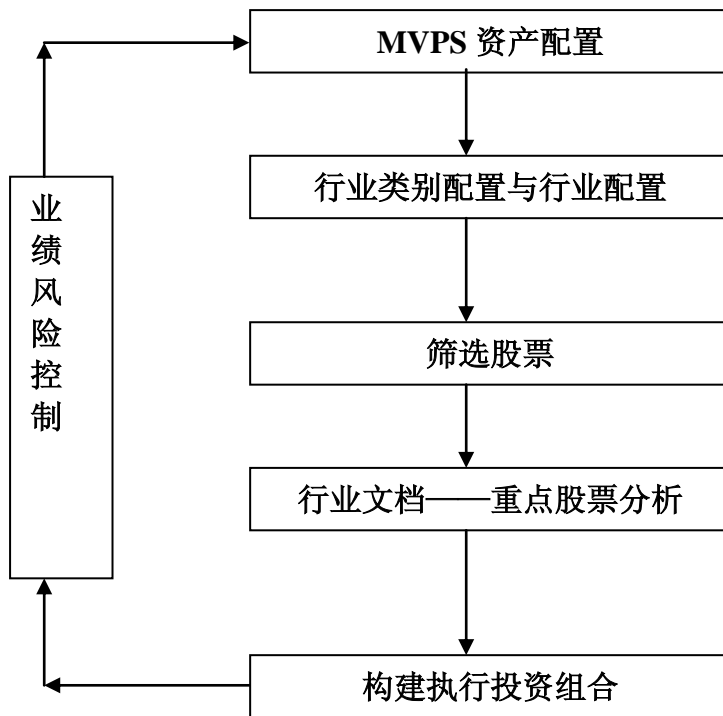 MVPS 资产配置
行业类别配置与行业配置
业绩风险控制
筛选股票
行业文档——重点股票分析
构建执行投资组合